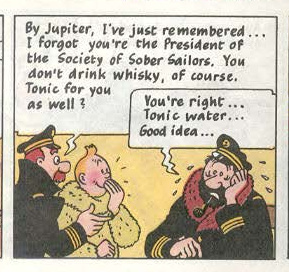 By Jupiter, I've just remembered...
I forgot you're the President of
the Society of Sober Sailors. You
don't drink whisky, of course.
Tonic for you
as well?
You're right...
Tonic water...
Good idea...